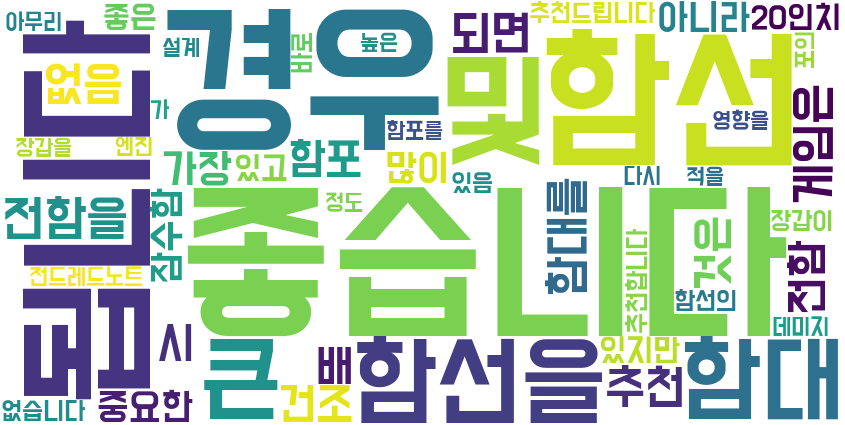 아무리
좋은
경우
높은
설계
봄
되면
추천드립니다
아니라
20인치
포인
없음
됩니다
장갑을
엔진
가
가장
있고
함포
함포를
많이
및
함선
있음
영향을
게임은
다시
적을
전함을
잠수함
전드레드노트
좋습니다
정도
함대를
추천합니다
것은
함선의
장갑이
전함
데미지
없습니다
중요한
시
큰
건조
배
함선을
추천
있지만
함대